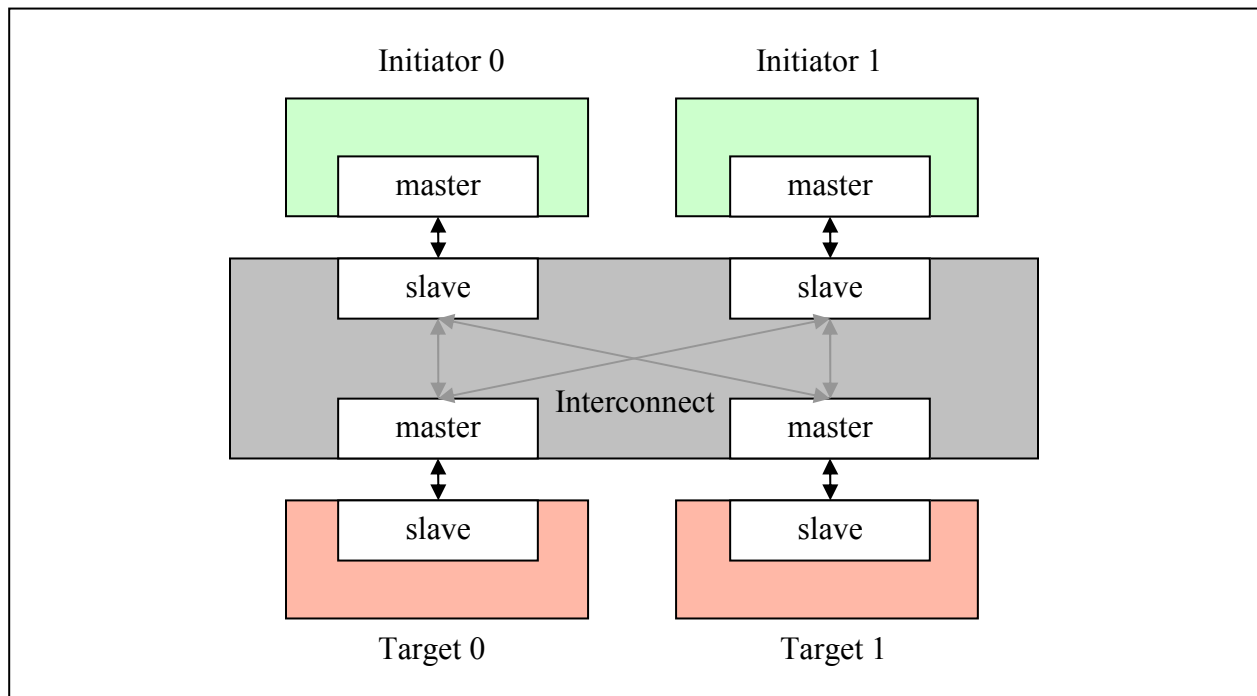 Initiator 0
Initiator 1
master
master
slave
slave
Interconnect
master
master
slave
slave
Target 0
Target 1